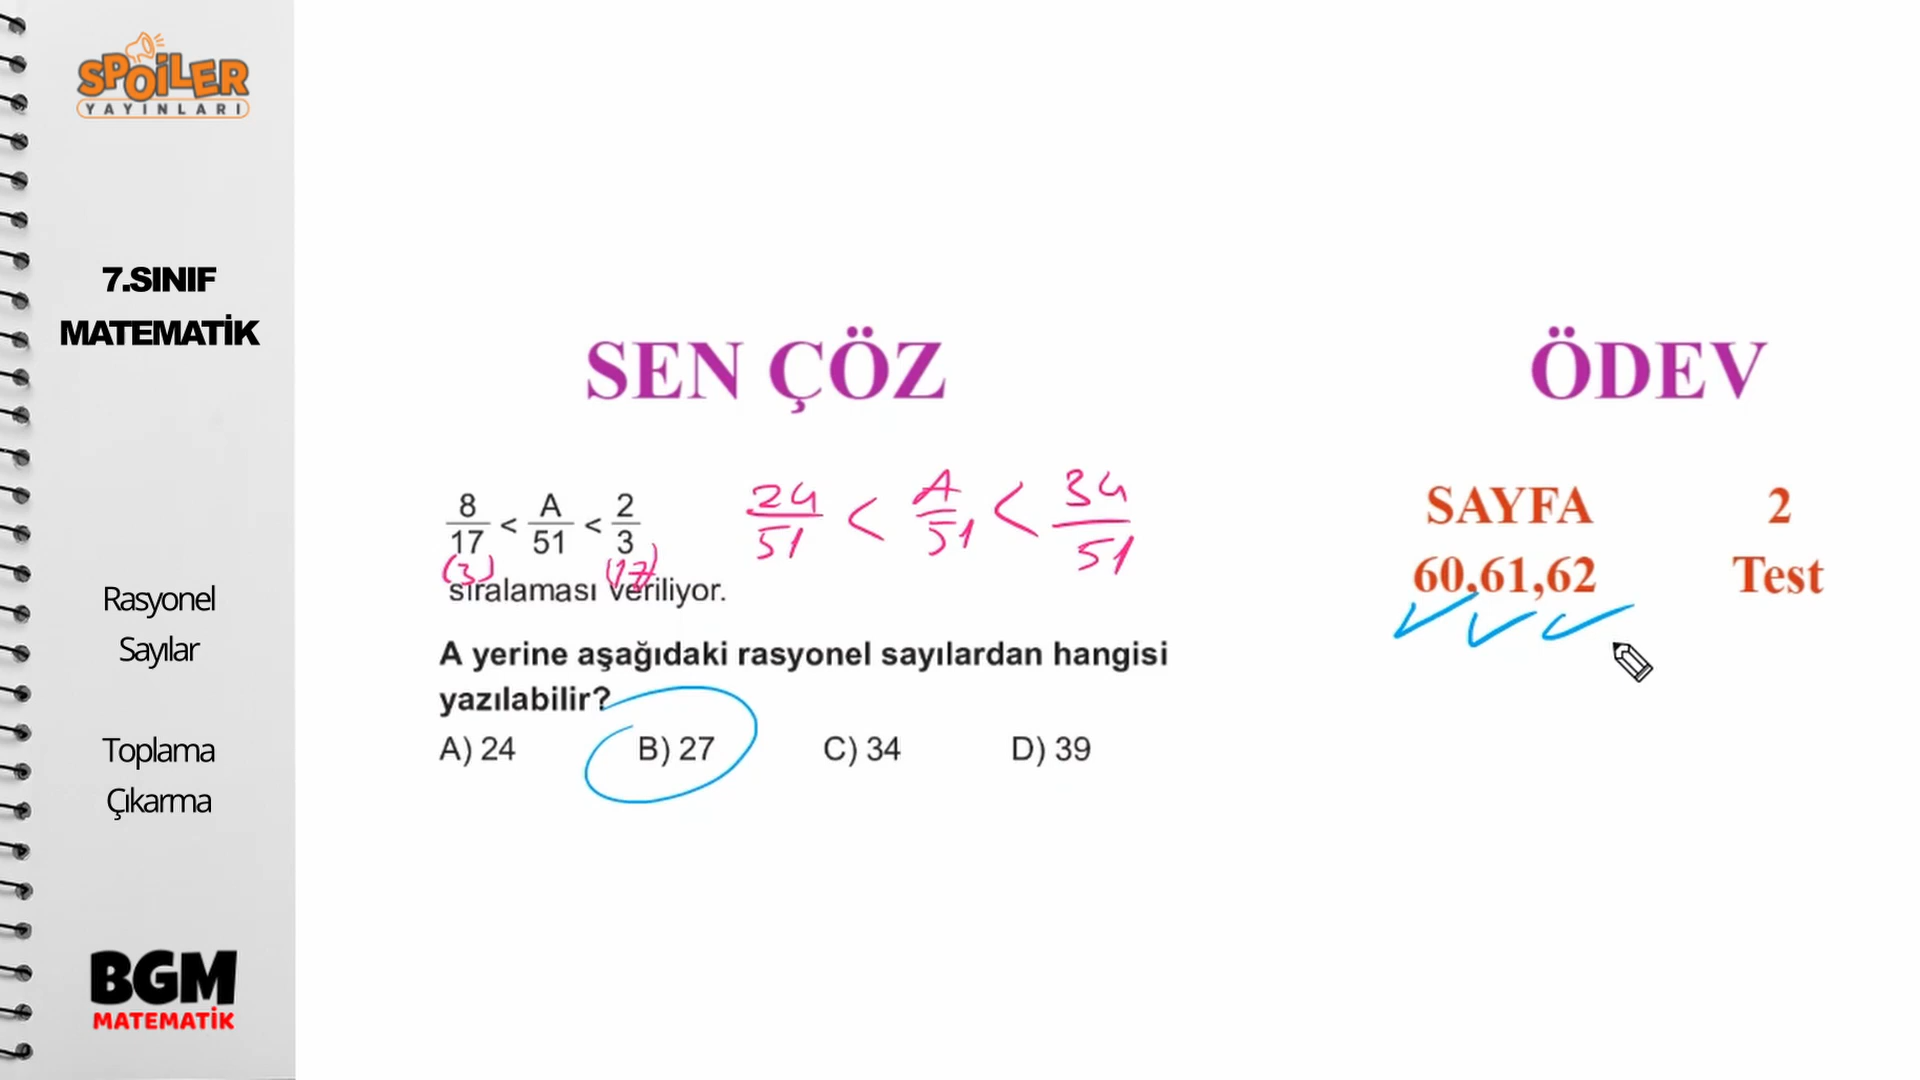 SPOİLER
YAYINLARI
7.SINIF
MATEMATİK
Rasyonel
Sayılar
Toplama
Çıkarma
BGM
MATEMATİK
SEN ÇÖZ
8/17 < A/51 < 2/3
(3) (17)
24/51 < A/51 < 34/51
sıralaması veriliyor.
A yerine aşağıdaki rasyonel sayılardan hangisi
yazılabilir?
A) 24 B) 27 C) 34 D) 39
ÖDEV
SAYFA 2
60,61,62 Test